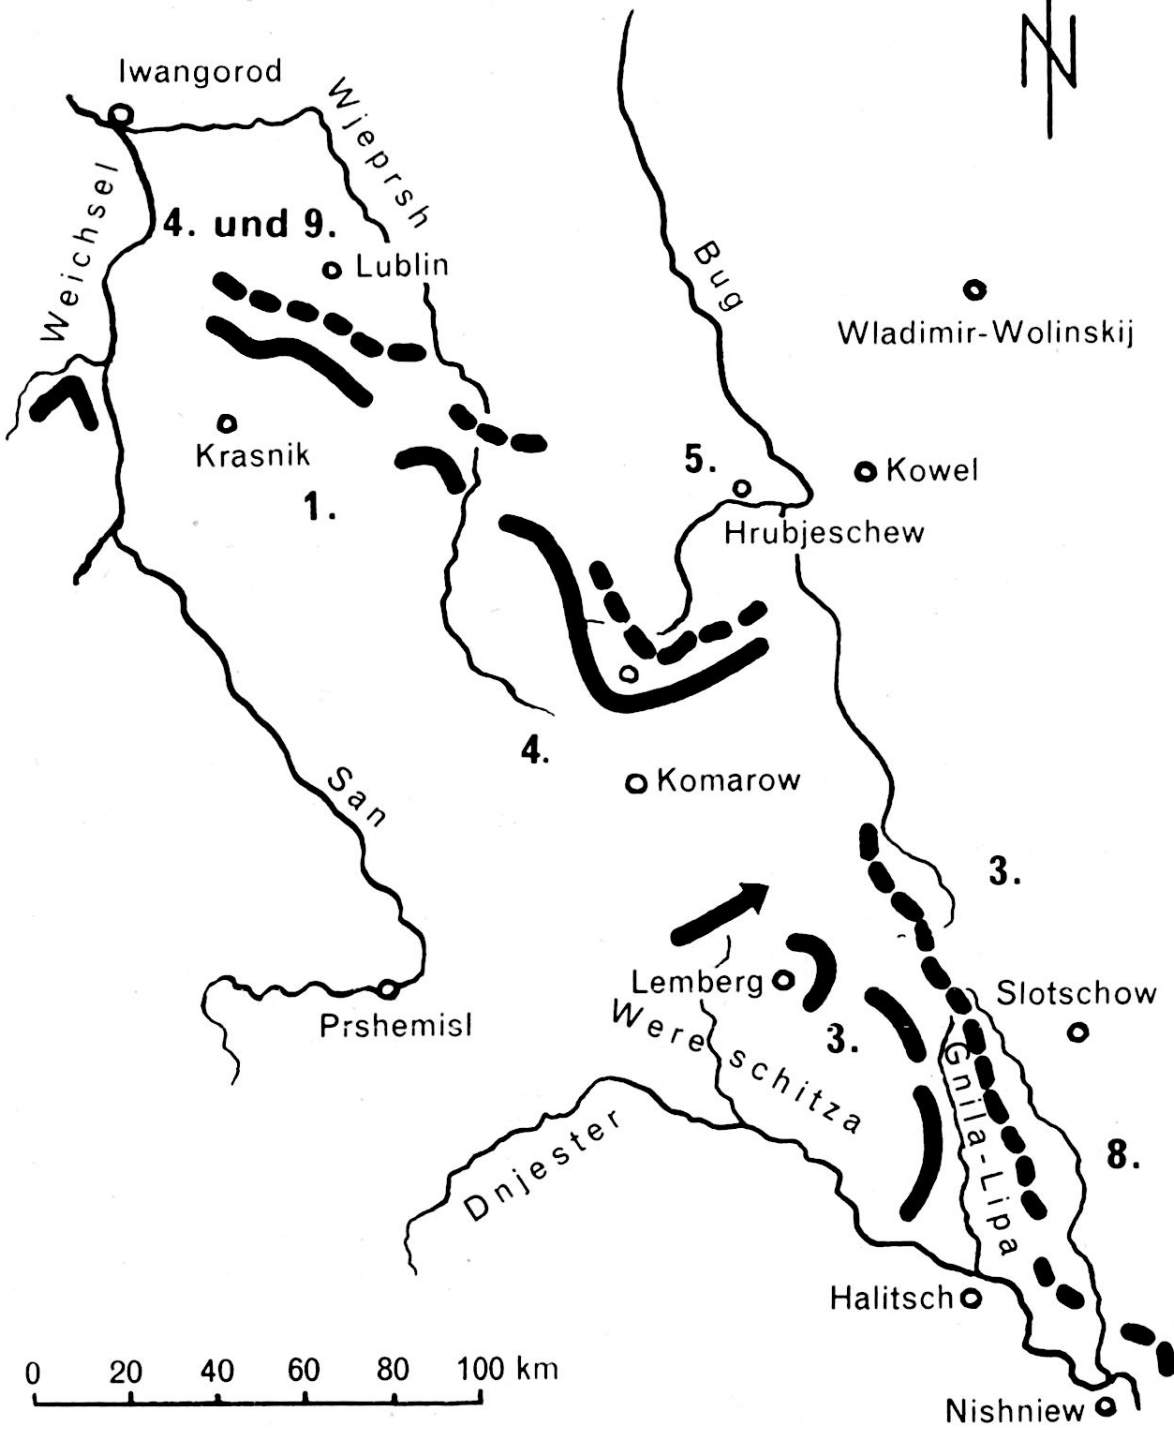 N
Iwangorod
Wjeprsh
Weichsel
4. und 9.
Lublin
Bug
Wladimir-Wolinskij
Krasnik
5.
Kowel
1.
Hrubjeschew
4.
San
Komarow
3.
Lemberg
Slotschow
Prshemisl
Wereschitza
3.
Gnila-Lipa
Dnjester
8.
Halitsch
0 20 40 60 80 100 km
Nishniew